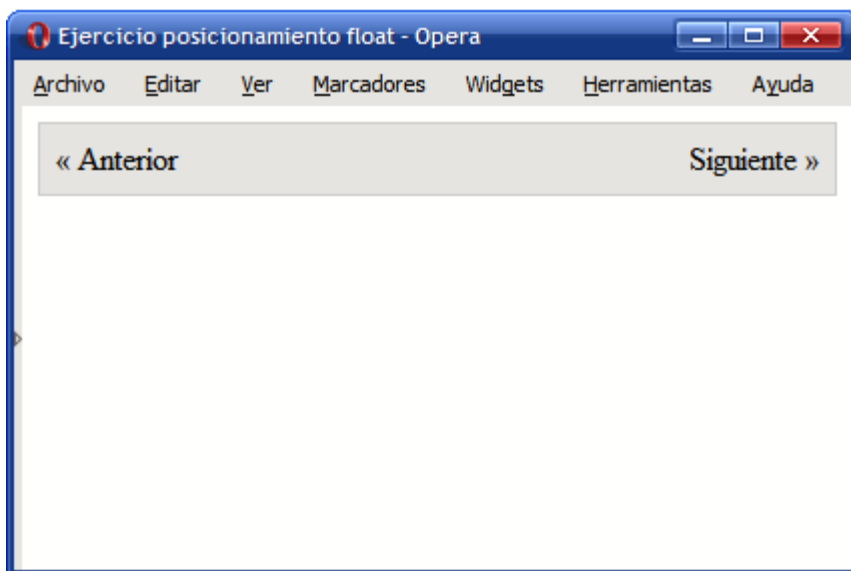 Ejercicio posicionamiento float - Opera
Archivo Editar Ver Marcadores Widgets Herramientas Ayuda
« Anterior Siguiente »